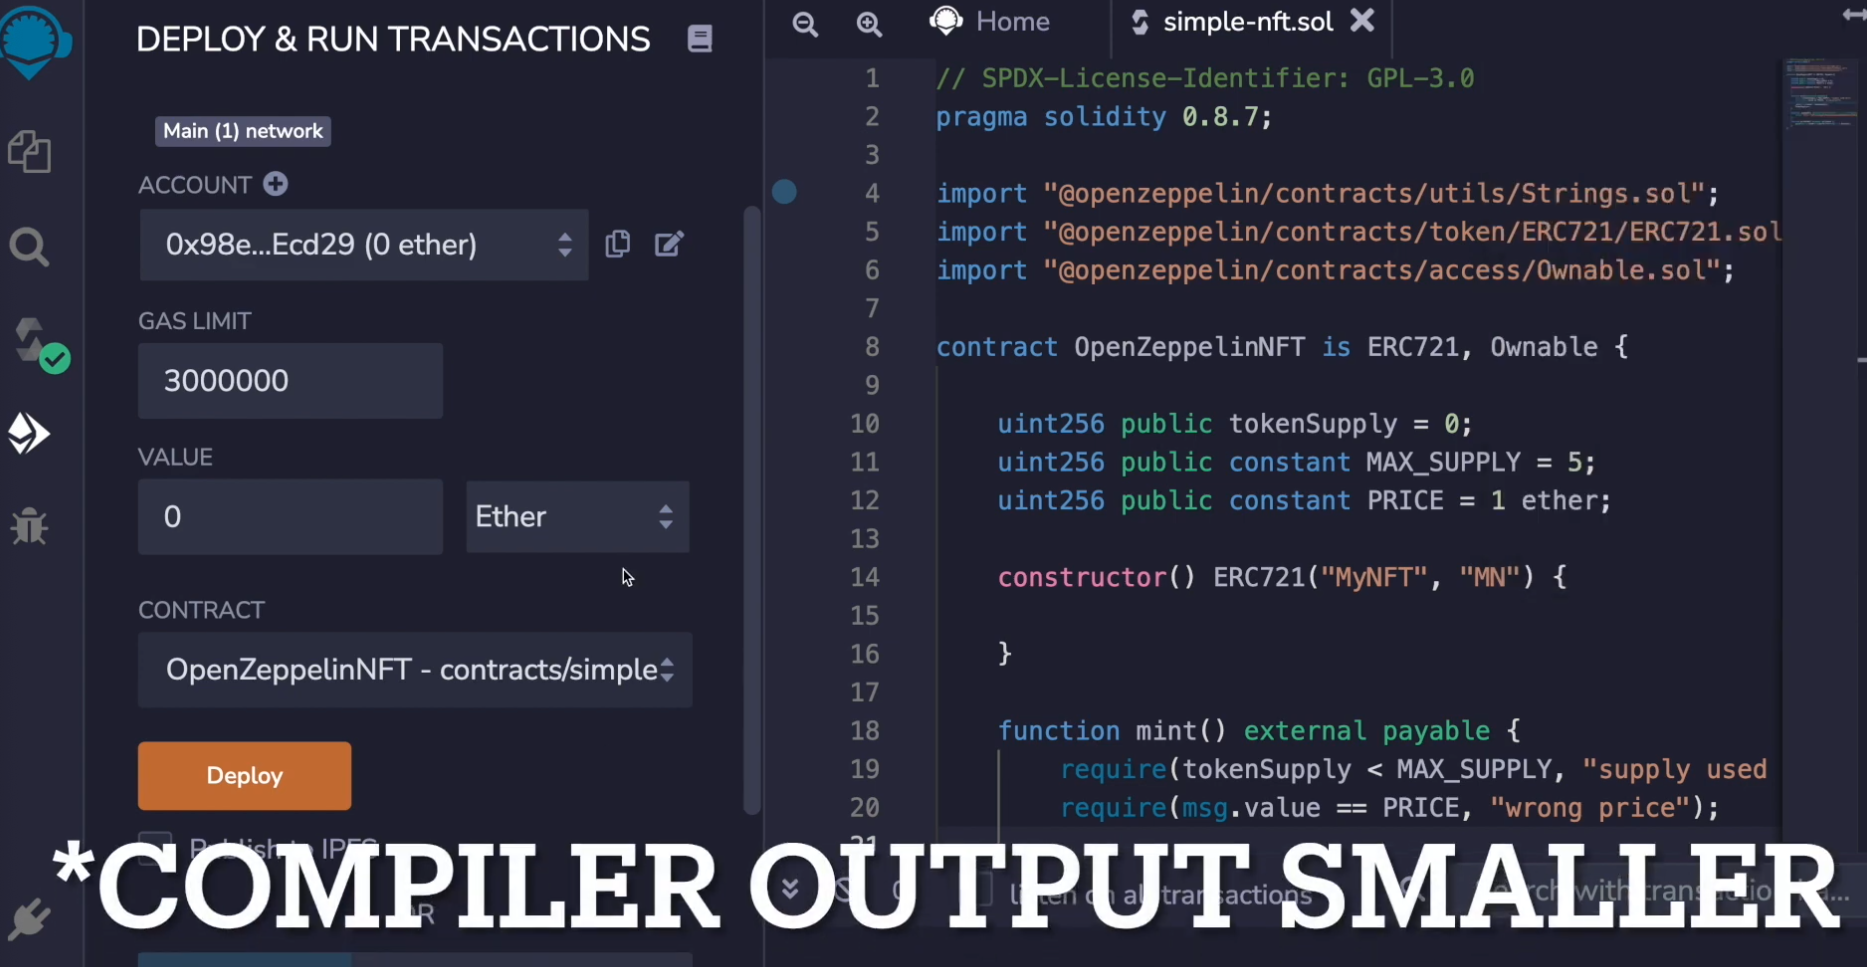 DEPLOY & RUN TRANSACTIONS
Main (1) network
ACCOUNT
0x98e...Ecd29 (0 ether)
GAS LIMIT
3000000
VALUE
0
Ether
CONTRACT
OpenZeppelinNFT - contracts/simple
Deploy
Publish to IPFS
OR
Home
simple-nft.sol
1 // SPDX-License-Identifier: GPL-3.0
2 pragma solidity 0.8.7;
3
4 import "@openzeppelin/contracts/utils/Strings.sol";
5 import "@openzeppelin/contracts/token/ERC721/ERC721.sol
6 import "@openzeppelin/contracts/access/Ownable.sol";
7
8 contract OpenZeppelinNFT is ERC721, Ownable {
9
10 uint256 public tokenSupply = 0;
11 uint256 public constant MAX_SUPPLY = 5;
12 uint256 public constant PRICE = 1 ether;
13
14 constructor() ERC721("MyNFT", "MN") {
15
16 }
17
18 function mint() external payable {
19 require(tokenSupply < MAX_SUPPLY, "supply used
20 require(msg.value == PRICE, "wrong price");
21
0 listen on all transactions
Search with transaction ha...
*COMPILER OUTPUT SMALLER